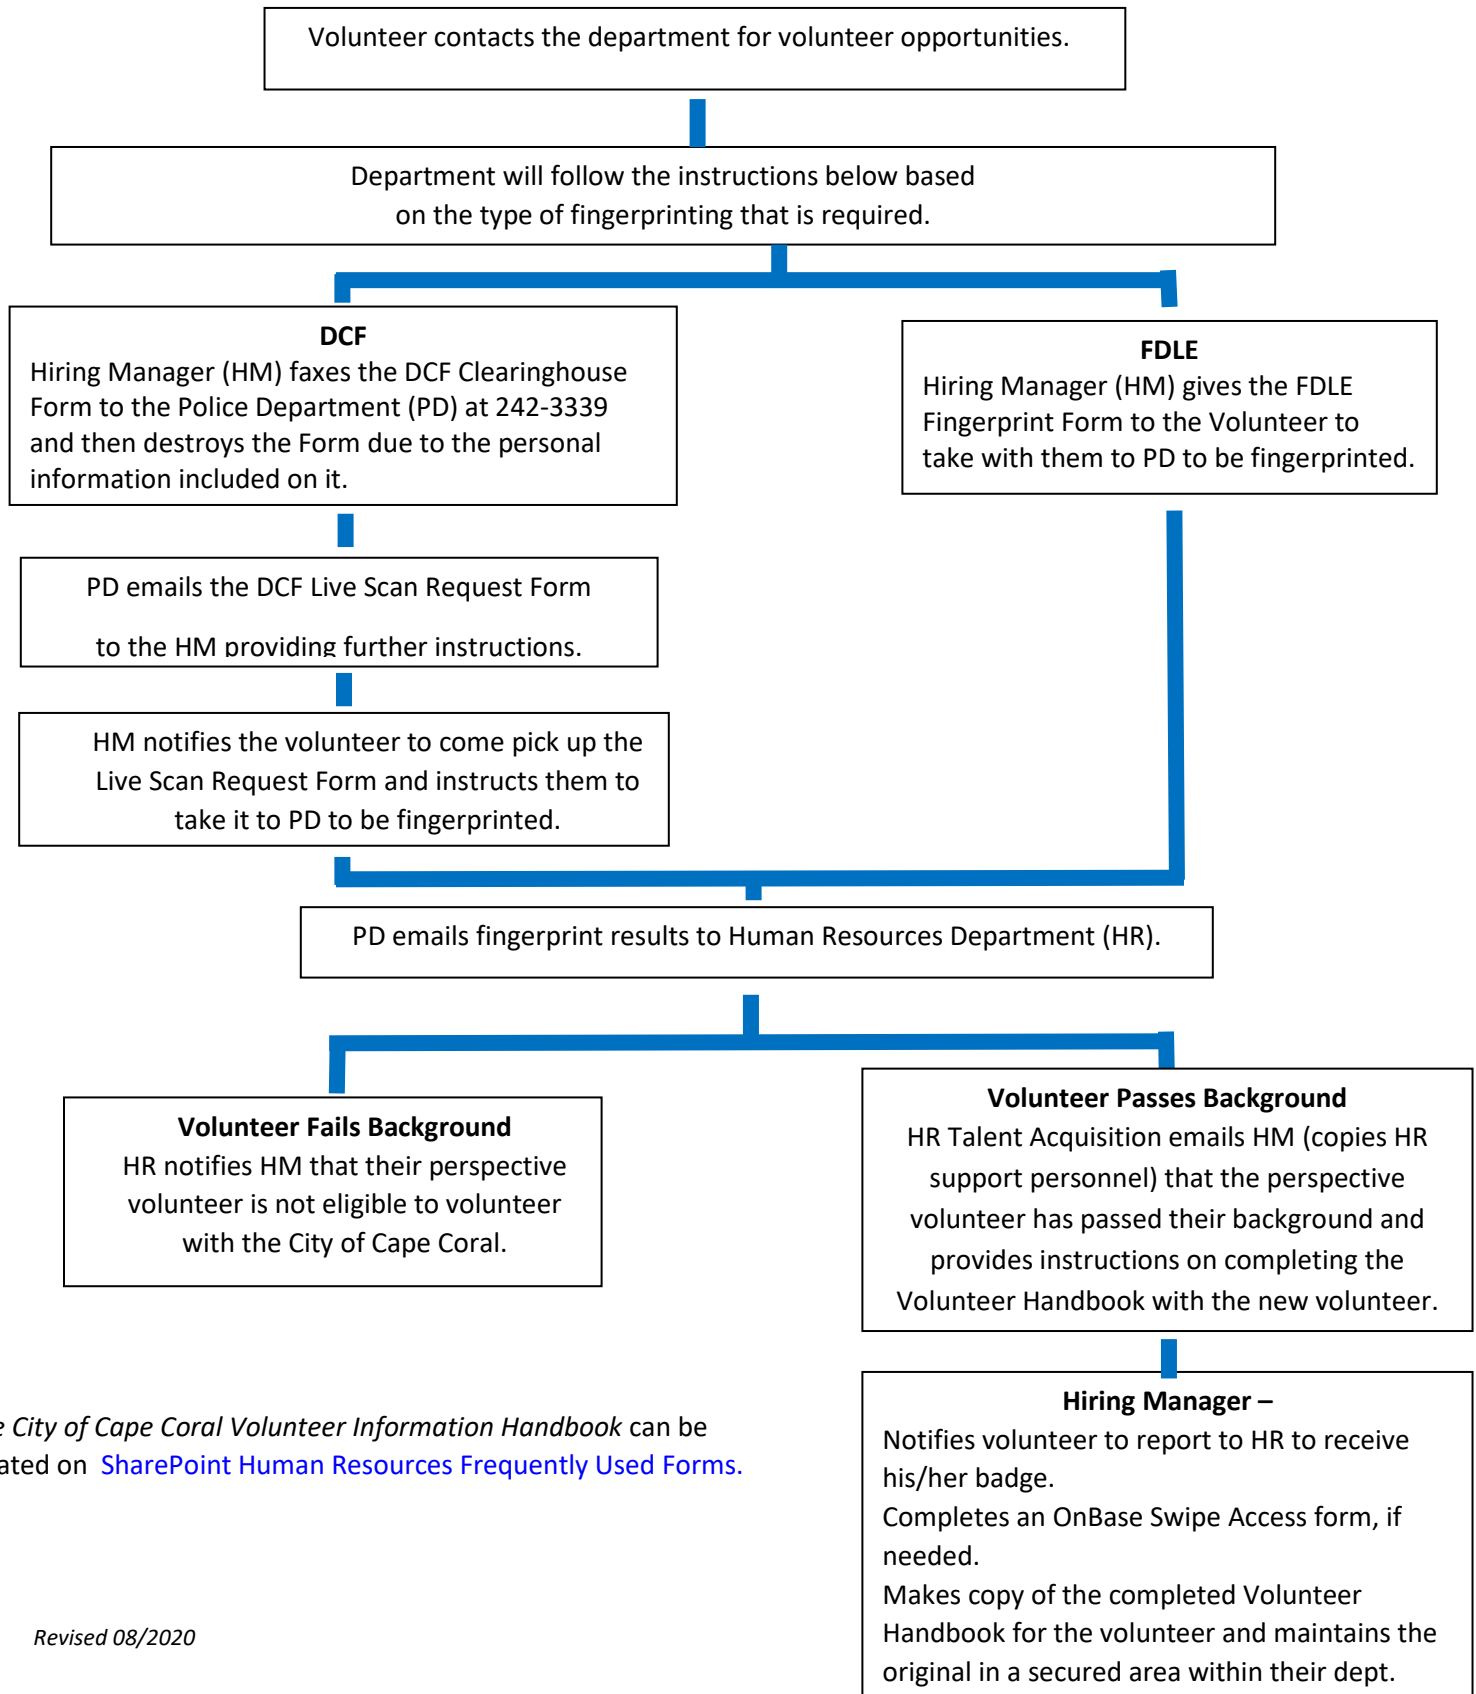 Volunteer contacts the department for volunteer opportunities.
Department will follow the instructions below based
on the type of fingerprinting that is required.
DCF
Hiring Manager (HM) faxes the DCF Clearinghouse
Form to the Police Department (PD) at 242-3339
and then destroys the Form due to the personal
information included on it.
FDLE
Hiring Manager (HM) gives the FDLE
Fingerprint Form to the Volunteer to
take with them to PD to be fingerprinted.
PD emails the DCF Live Scan Request Form
to the HM providing further instructions.
HM notifies the volunteer to come pick up the
Live Scan Request Form and instructs them to
take it to PD to be fingerprinted.
PD emails fingerprint results to Human Resources Department (HR).
Volunteer Fails Background
HR notifies HM that their perspective
volunteer is not eligible to volunteer
with the City of Cape Coral.
Volunteer Passes Background
HR Talent Acquisition emails HM (copies HR
support personnel) that the perspective
volunteer has passed their background and
provides instructions on completing the
Volunteer Handbook with the new volunteer.
Hiring Manager –
Notifies volunteer to report to HR to receive
his/her badge.
Completes an OnBase Swipe Access form, if
needed.
Makes copy of the completed Volunteer
Handbook for the volunteer and maintains the
original in a secured area within their dept.
City of Cape Coral Volunteer Information Handbook can be
on SharePoint Human Resources Frequently Used Forms.
Revised 08/2020